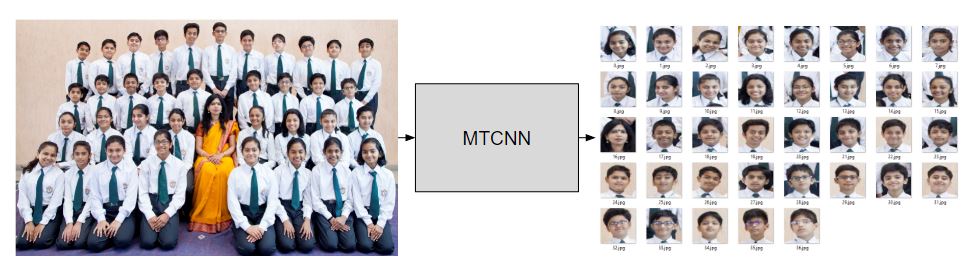 MTCNN
0.jpg 1.jpg 2.jpg 3.jpg 4.jpg 5.jpg 6.jpg 7.jpg
8.jpg 9.jpg 10.jpg 11.jpg 12.jpg 13.jpg 14.jpg 15.jpg
16.jpg 17.jpg 18.jpg 19.jpg 20.jpg 21.jpg 22.jpg 23.jpg
24.jpg 25.jpg 26.jpg 27.jpg 28.jpg 29.jpg 30.jpg 31.jpg
32.jpg 33.jpg 34.jpg 35.jpg 36.jpg